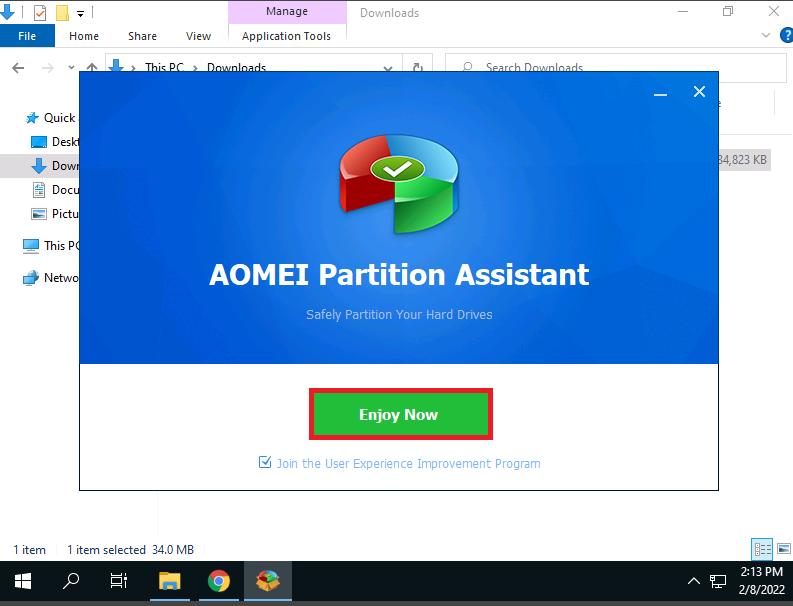 Manage
Downloads
File
Home
Share
View
Application Tools
?
This PC
Downloads
Search Downloads
Quick
Deskt
Down
Docu
Pictu
This PC
Netwo
34,823 KB
AOMEI Partition Assistant
Safely Partition Your Hard Drives
Enjoy Now
Join the User Experience Improvement Program
1 item
1 item selected
34.0 MB
2:13 PM
2/8/2022